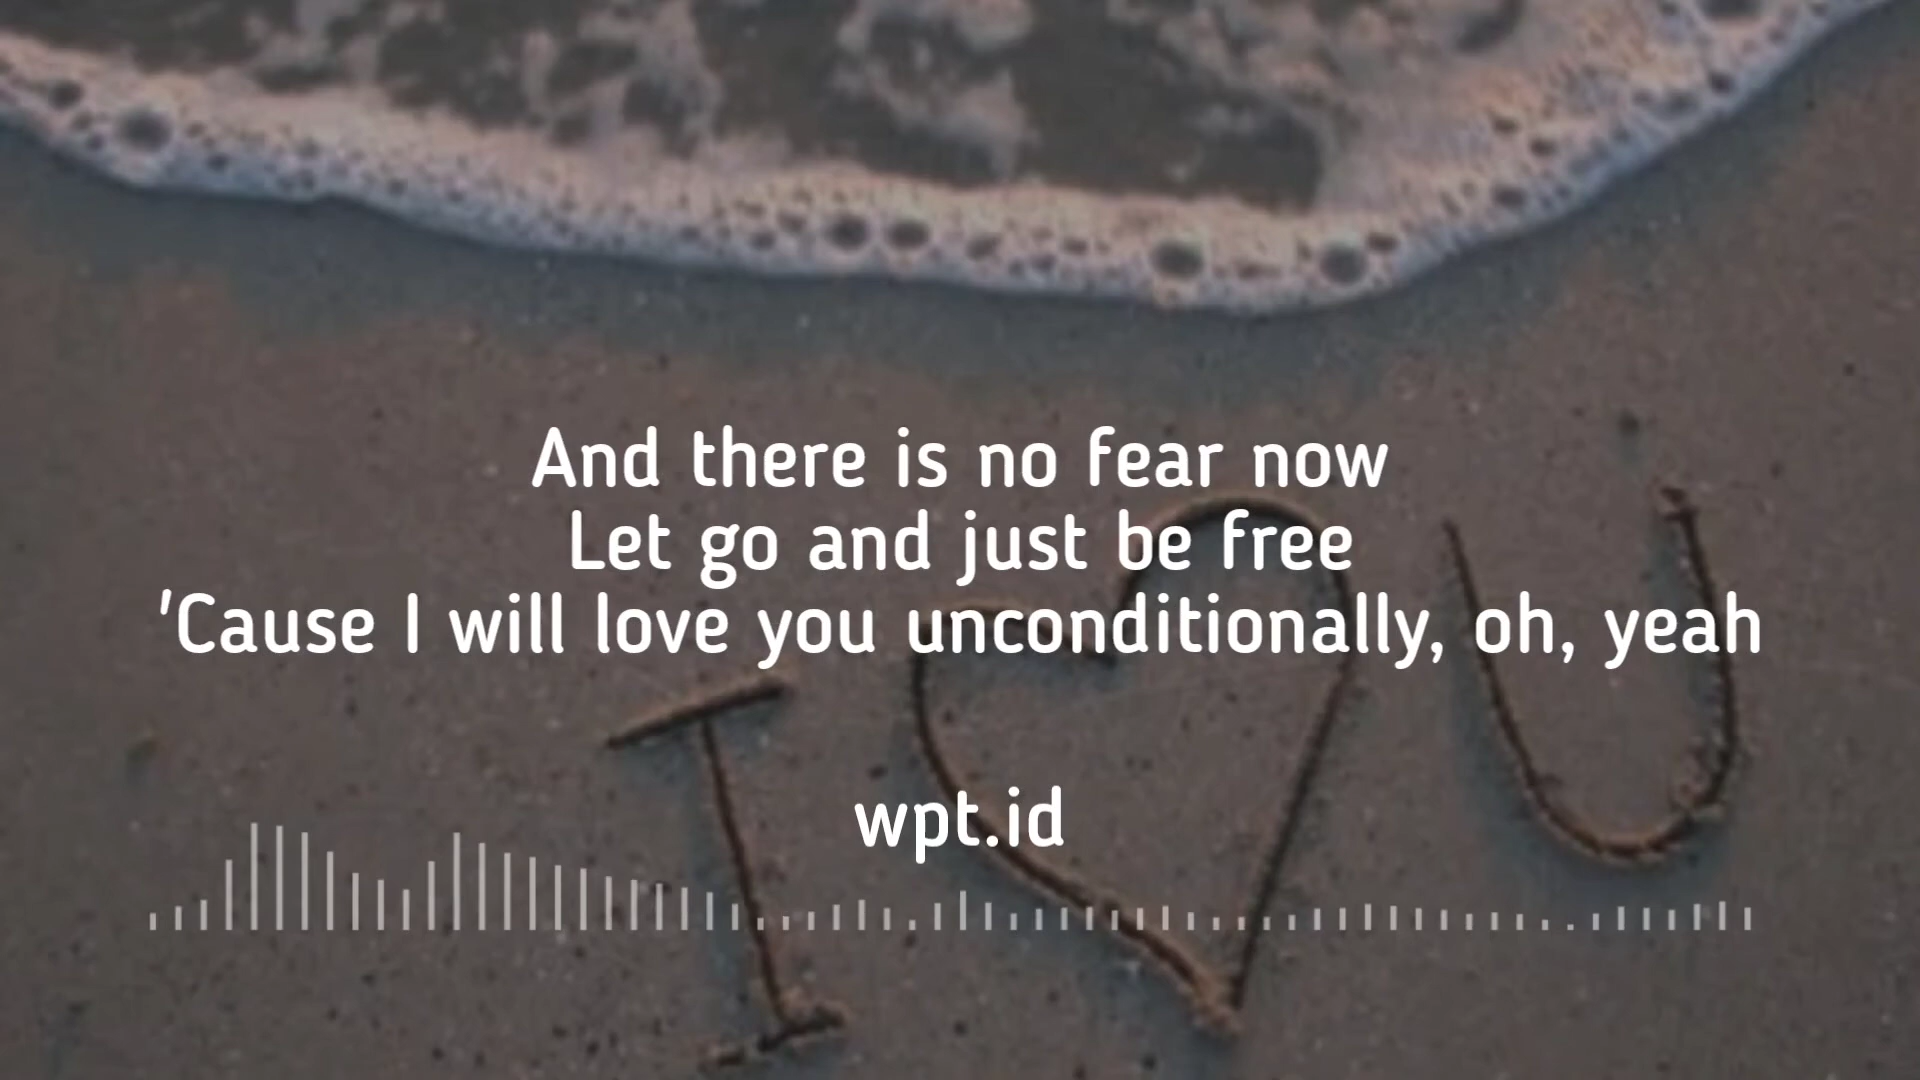 And there is no fear now
Let go and just be free
'Cause I will love you unconditionally, oh, yeah
I ♡ U
wpt.id